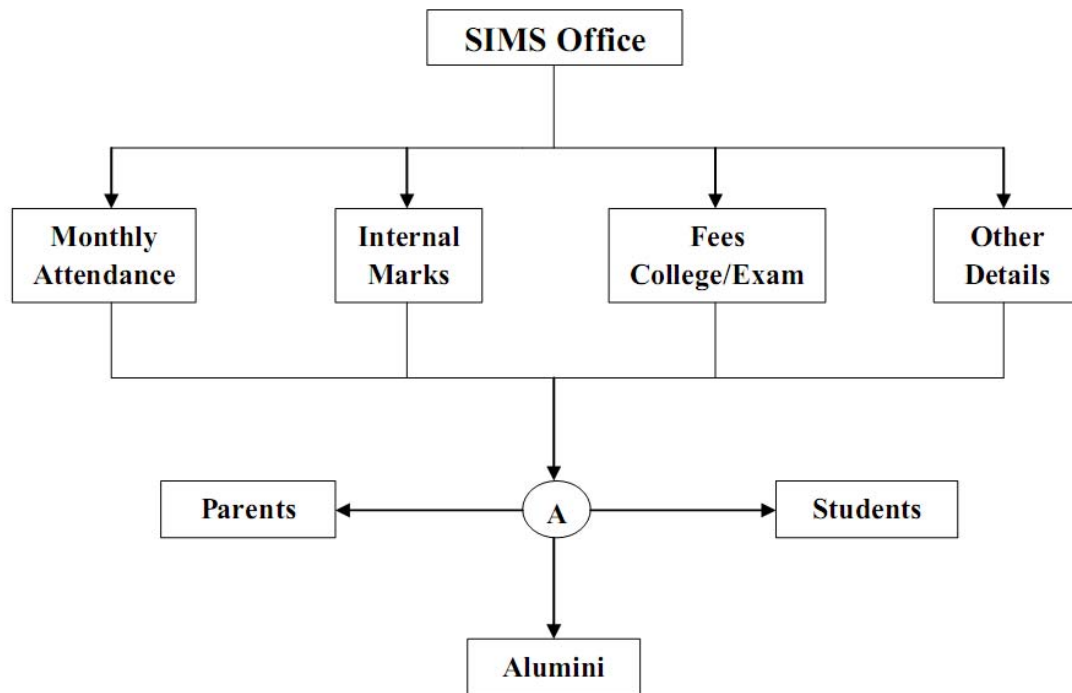 SIMS Office
Monthly
Attendance
Internal
Marks
Fees
College/Exam
Other
Details
Parents
A
Students
Alumini